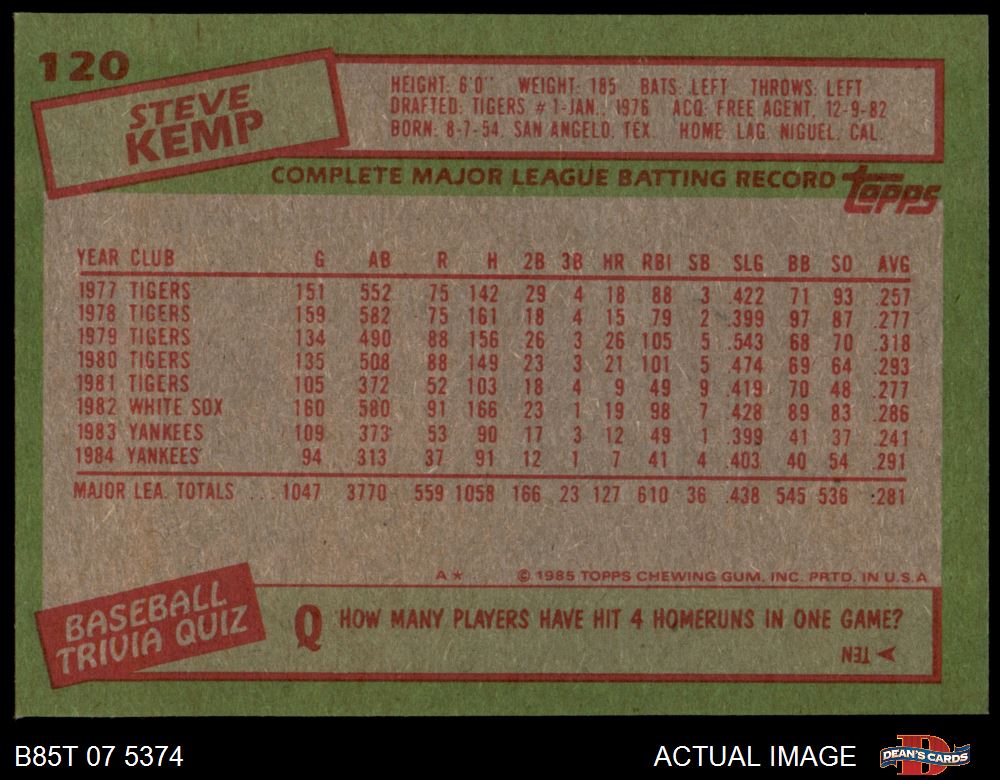 120
STEVE
KEMP
HEIGHT: 6'0" WEIGHT: 185 BATS: LEFT THROWS: LEFT
DRAFTED: TIGERS #1-JAN., 1976 ACQ: FREE AGENT, 12-9-82
BORN: 8-7-54, SAN ANGELO, TEX. HOME: LAG. NIGUEL, CAL.
COMPLETE MAJOR LEAGUE BATTING RECORD topps
YEAR CLUB G AB R H 2B 3B HR RBI SB SLG BB SO AVG
1977 TIGERS 151 552 75 142 29 4 18 88 3 .422 71 93 .257
1978 TIGERS 159 582 75 161 18 4 15 79 2 .399 97 87 .277
1979 TIGERS 134 490 88 156 26 3 26 105 5 .543 68 70 .318
1980 TIGERS 135 508 88 149 23 3 21 101 5 .474 69 64 .293
1981 TIGERS 105 372 52 103 18 4 9 49 9 .419 70 48 .277
1982 WHITE SOX 160 580 91 166 23 1 19 98 7 .428 89 83 .286
1983 YANKEES 109 373 53 90 17 3 12 49 1 .399 41 37 .241
1984 YANKEES 94 313 37 91 12 1 7 41 4 .403 40 54 .291
MAJOR LEA. TOTALS ... 1047 3770 559 1058 166 23 127 610 36 .438 545 536 .281
A* © 1985 TOPPS CHEWING GUM, INC. PRTD. IN U.S.A
BASEBALL
TRIVIA QUIZ
Q HOW MANY PLAYERS HAVE HIT 4 HOMERUNS IN ONE GAME?
TEN
B85T 07 5374 ACTUAL IMAGE DEAN'S CARDS